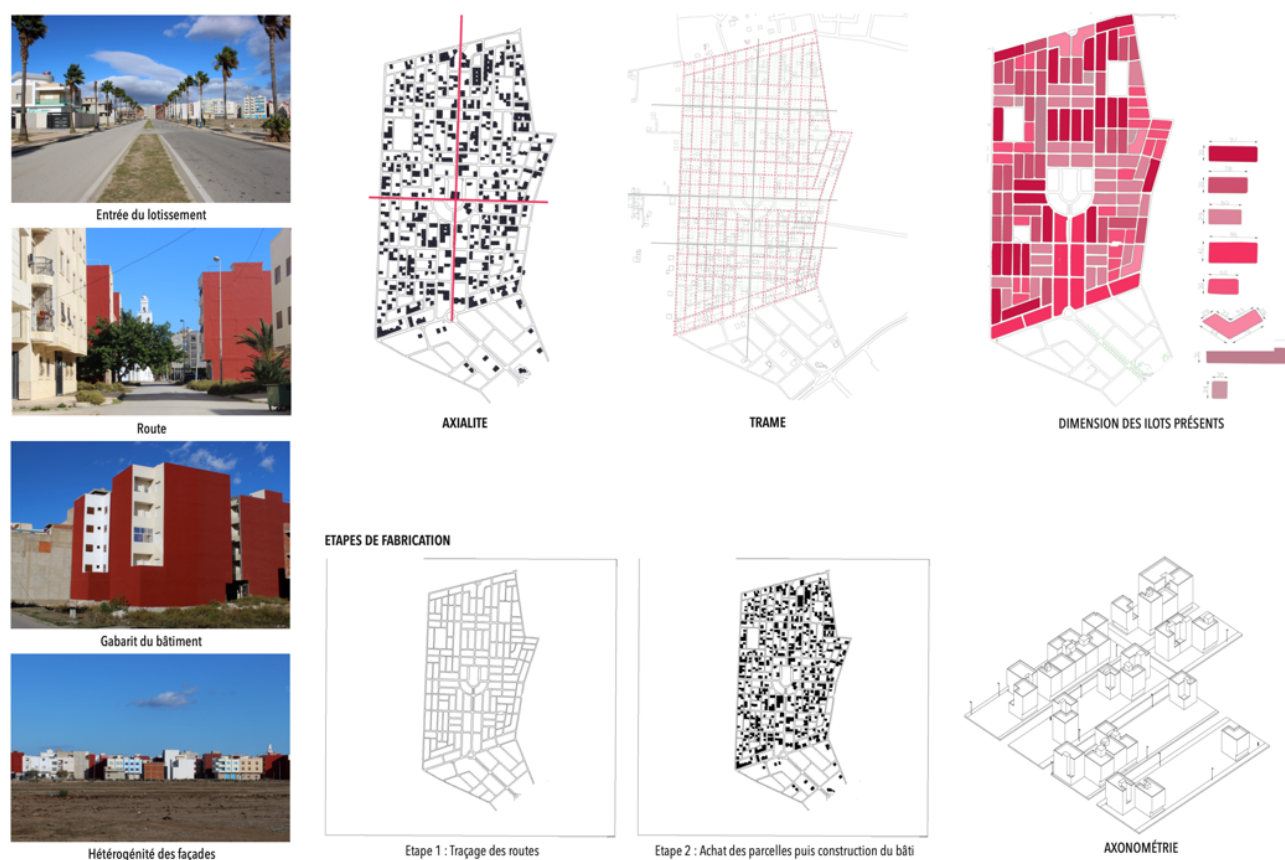 Entrée du lotissement
Route
Gabarit du bâtiment
Hétérogénité des façades
AXIALITE
TRAME
DIMENSION DES ILOTS PRÉSENTS
ETAPES DE FABRICATION
Etape 1 : Traçage des routes
Etape 2 : Achat des parcelles puis construction du bâti
AXONOMÉTRIE